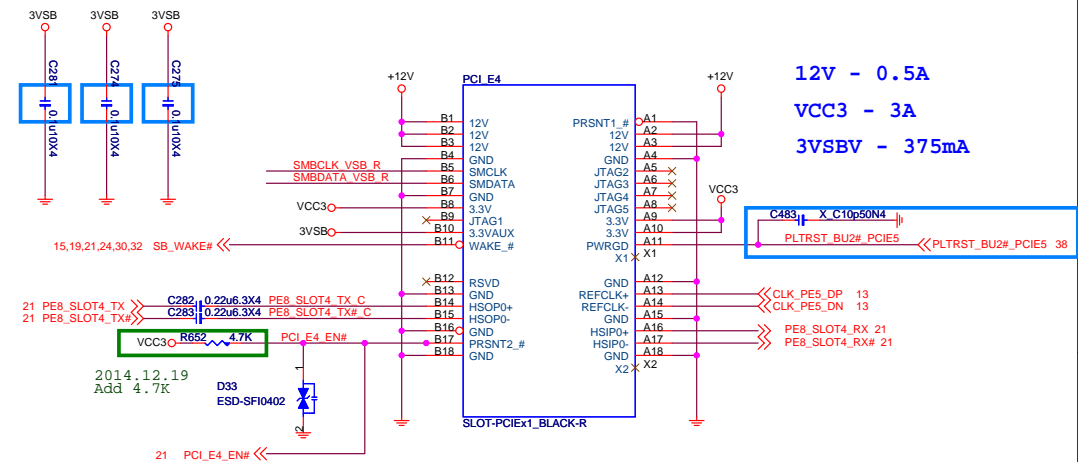 3VSB 3VSB 3VSB
C281 0.1u10X4
C274 0.1u10X4
C275 0.1u10X4
+12V PCI_E4 +12V
12V - 0.5A
VCC3 - 3A
3VSBV - 375mA
B1 12V PRSNT1_# A1
B2 12V 12V A2
B3 12V 12V A3
B4 GND GND A4
SMBCLK_VSB_R B5 SMCLK JTAG2 A5
SMBDATA_VSB_R B6 SMDATA JTAG3 A6
B7 GND JTAG4 A7
VCC3 B8 3.3V JTAG5 A8
B9 JTAG1 3.3V A9 VCC3
3VSB B10 3.3VAUX 3.3V A10
15,19,21,24,30,32 SB_WAKE# B11 WAKE_# PWRGD A11
X1 X1
C483 X_C10p50N4
PLTRST_BU2#_PCIE5 PLTRST_BU2#_PCIE5 38
B12 RSVD GND A12
B13 GND REFCLK+ A13 CLK_PE5_DP 13
21 PE8_SLOT4_TX C282 0.22u6.3X4 PE8_SLOT4_TX_C B14 HSOP0+ REFCLK- A14 CLK_PE5_DN 13
21 PE8_SLOT4_TX# C283 0.22u6.3X4 PE8_SLOT4_TX#_C B15 HSOP0- GND A15
B16 GND HSIP0+ A16 PE8_SLOT4_RX 21
VCC3 R652 4.7K PCI_E4_EN# B17 PRSNT2_# HSIP0- A17 PE8_SLOT4_RX# 21
B18 GND GND A18
X2 X2
2014.12.19
Add 4.7K
1
D33
ESD-SFI0402
2
SLOT-PCIEx1_BLACK-R
21 PCI_E4_EN#